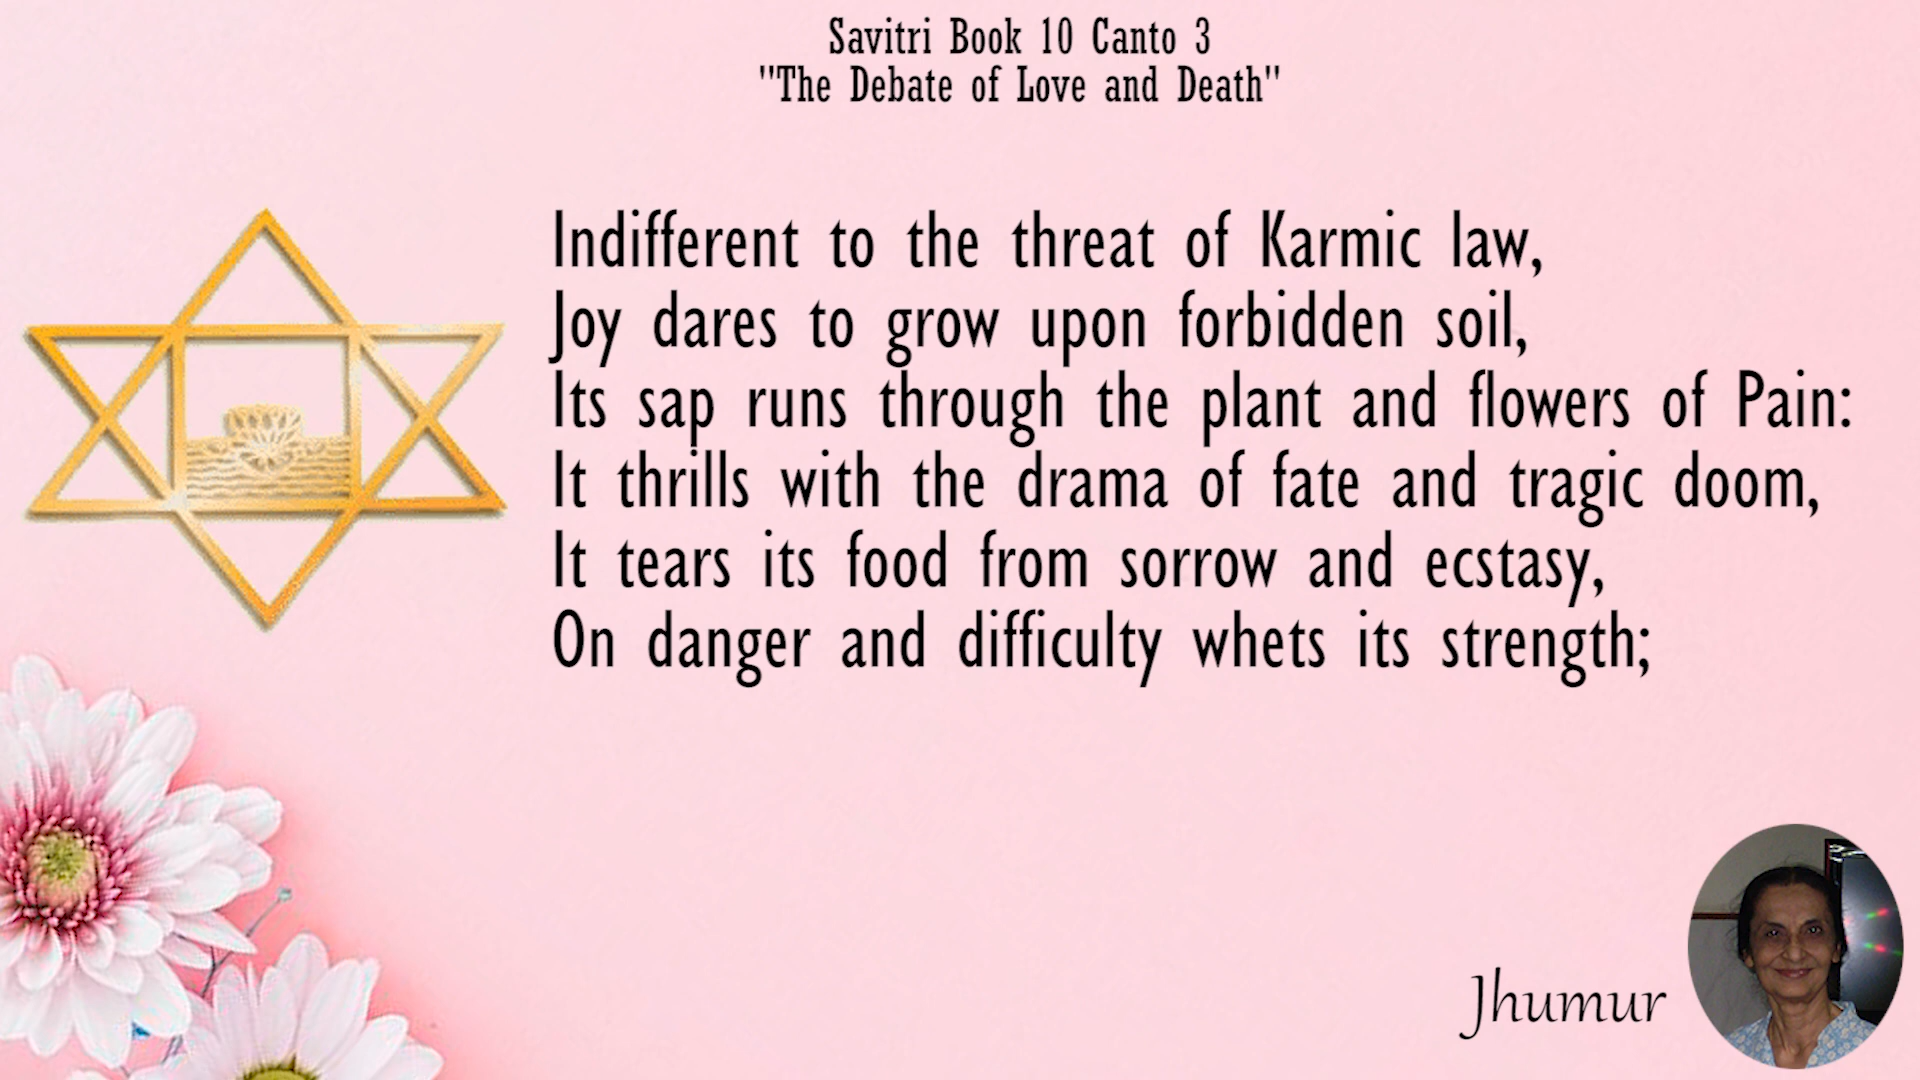 Savitri Book 10 Canto 3
"The Debate of Love and Death"
Indifferent to the threat of Karmic law,
Joy dares to grow upon forbidden soil,
Its sap runs through the plant and flowers of Pain:
It thrills with the drama of fate and tragic doom,
It tears its food from sorrow and ecstasy,
On danger and difficulty whets its strength;
Jhumur